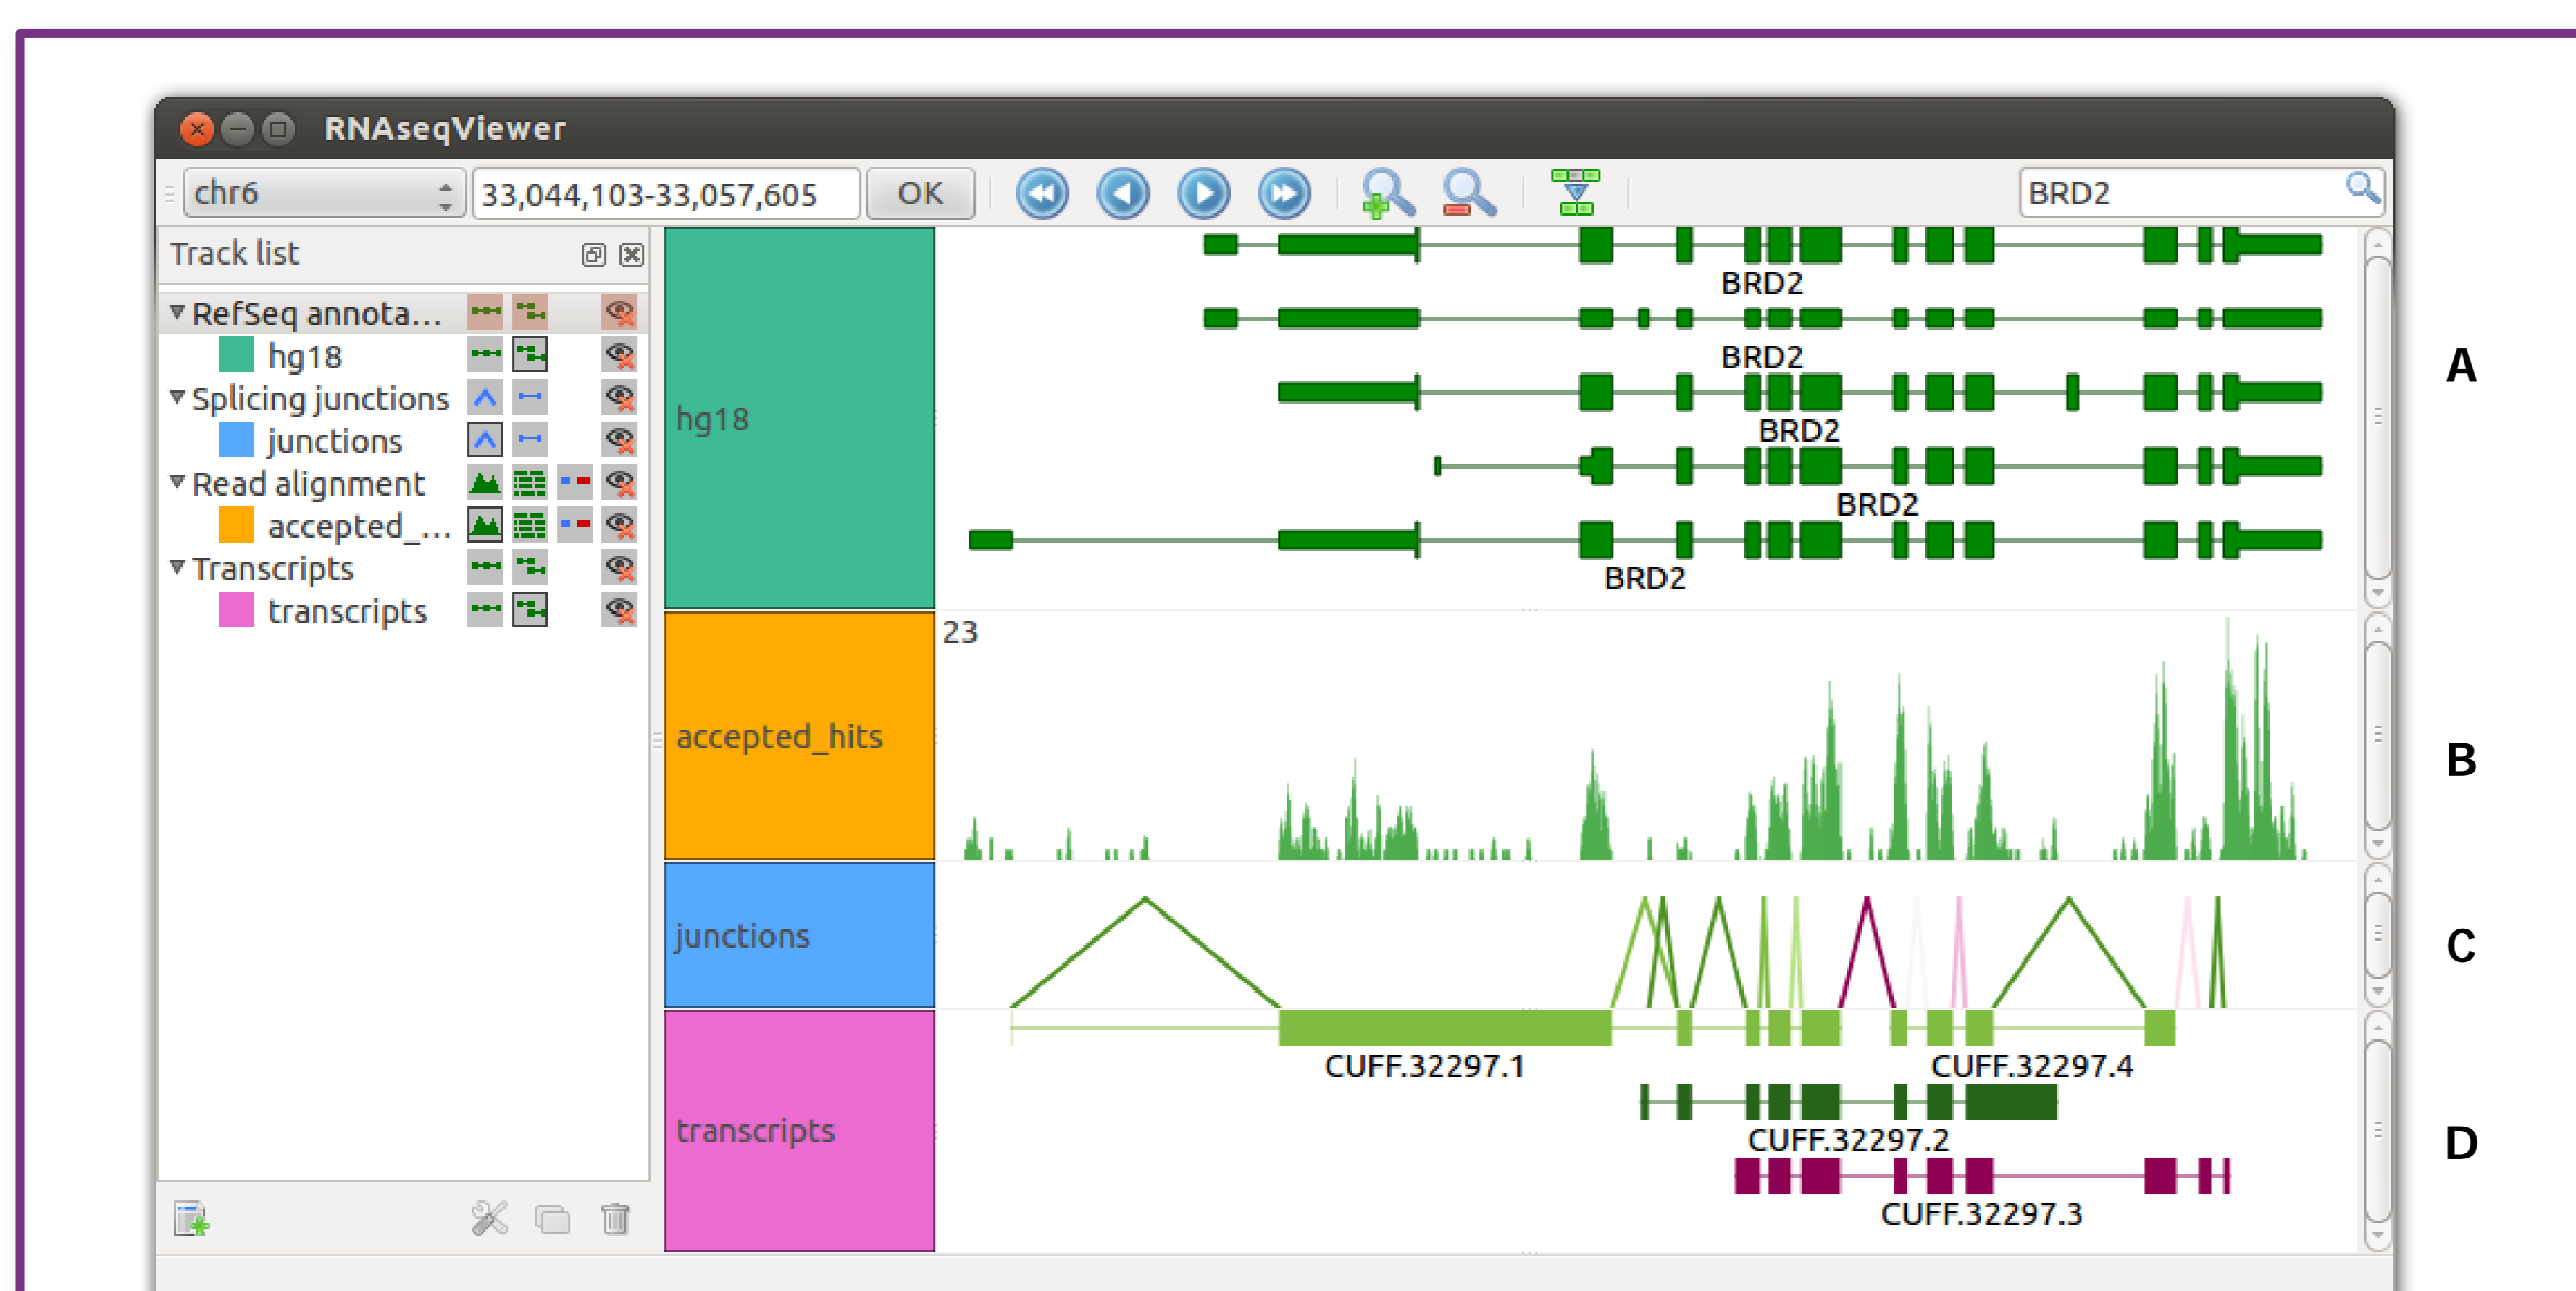 RNAseqViewer
chr6
33,044,103-33,057,605
OK
BRD2
Track list
RefSeq annota...
hg18
Splicing junctions
junctions
Read alignment
accepted_...
Transcripts
transcripts
hg18
BRD2
BRD2
BRD2
BRD2
BRD2
A
accepted_hits
23
B
junctions
C
transcripts
CUFF.32297.1
CUFF.32297.4
CUFF.32297.2
CUFF.32297.3
D